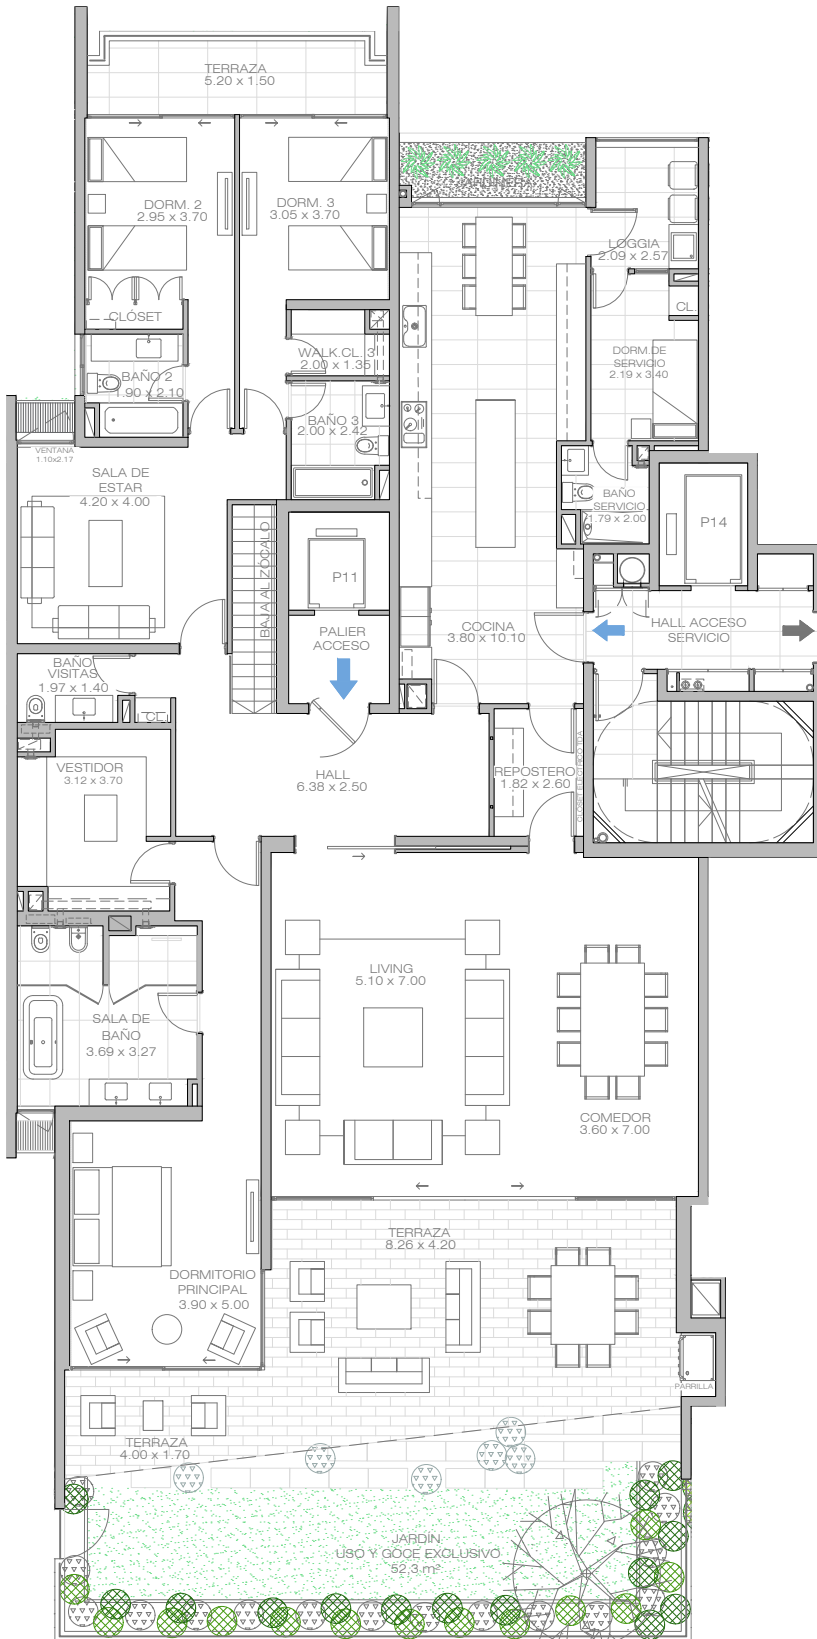 TERRAZA
5.20 x 1.50
DORM. 2
2.95 x 3.70
DORM. 3
3.05 x 3.70
LOGGIA
2.09 x 2.57
CLÓSET
CL.
WALK.CL. 3
2.00 x 1.35
DORM.DE
SERVICIO
2.19 x 3.40
BAÑO 2
1.90 x 2.10
BAÑO 3
2.00 x 2.42
VENTANA
1.10x2.17
SALA DE
ESTAR
4.20 x 4.00
BAÑO
SERVICIO
1.79 x 2.00
P14
BAJA AL ZÓCALO
P11
PALIER
ACCESO
COCINA
3.80 x 10.10
HALL ACCESO
SERVICIO
BAÑO
VISITAS
1.97 x 1.40
CL.
VESTIDOR
3.12 x 3.70
HALL
6.38 x 2.50
REPOSTERO
1.82 x 2.60
CLOSET ELECTRICO TDA
LIVING
5.10 x 7.00
SALA DE
BAÑO
3.69 x 3.27
COMEDOR
3.60 x 7.00
TERRAZA
8.26 x 4.20
DORMITORIO
PRINCIPAL
3.90 x 5.00
PARRILLA
TERRAZA
4.00 x 1.70
JARDIN
USO Y GOCE EXCLUSIVO
52,3 m²